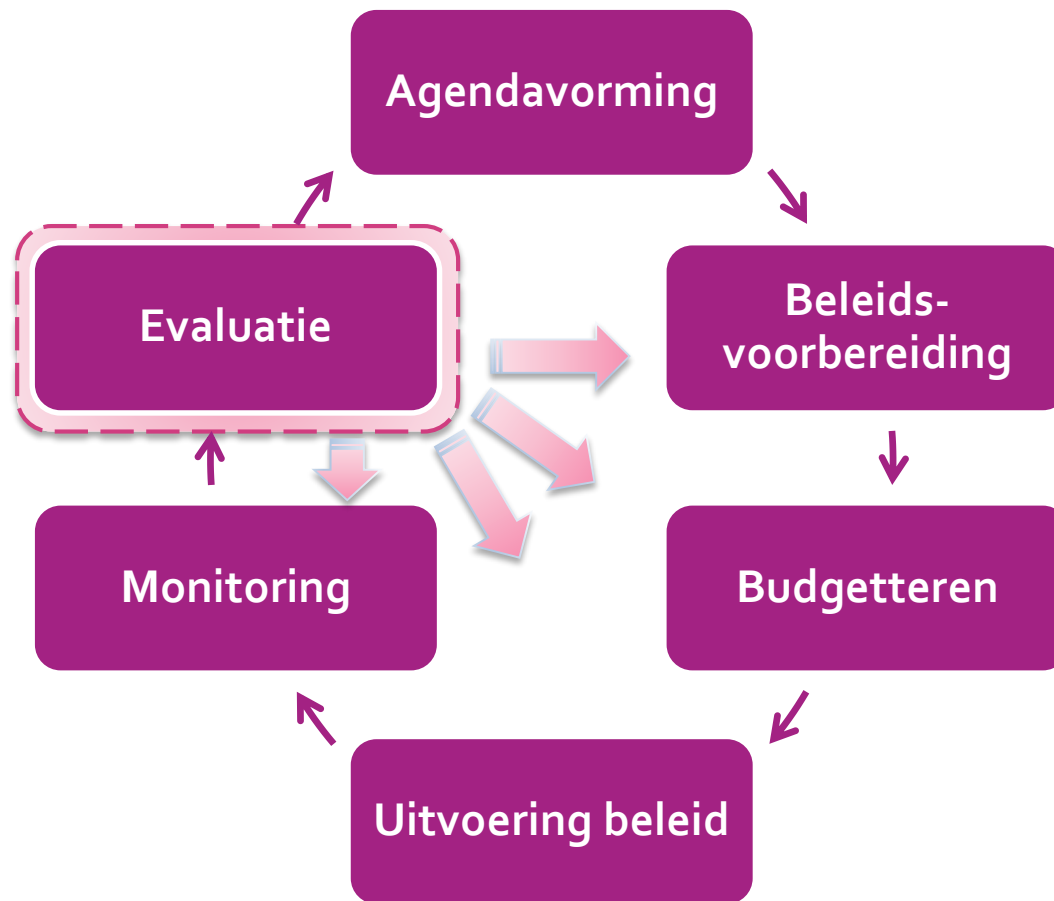 Agendavorming
Evaluatie
Beleids-
voorbereiding
Monitoring
Budgetteren
Uitvoering beleid